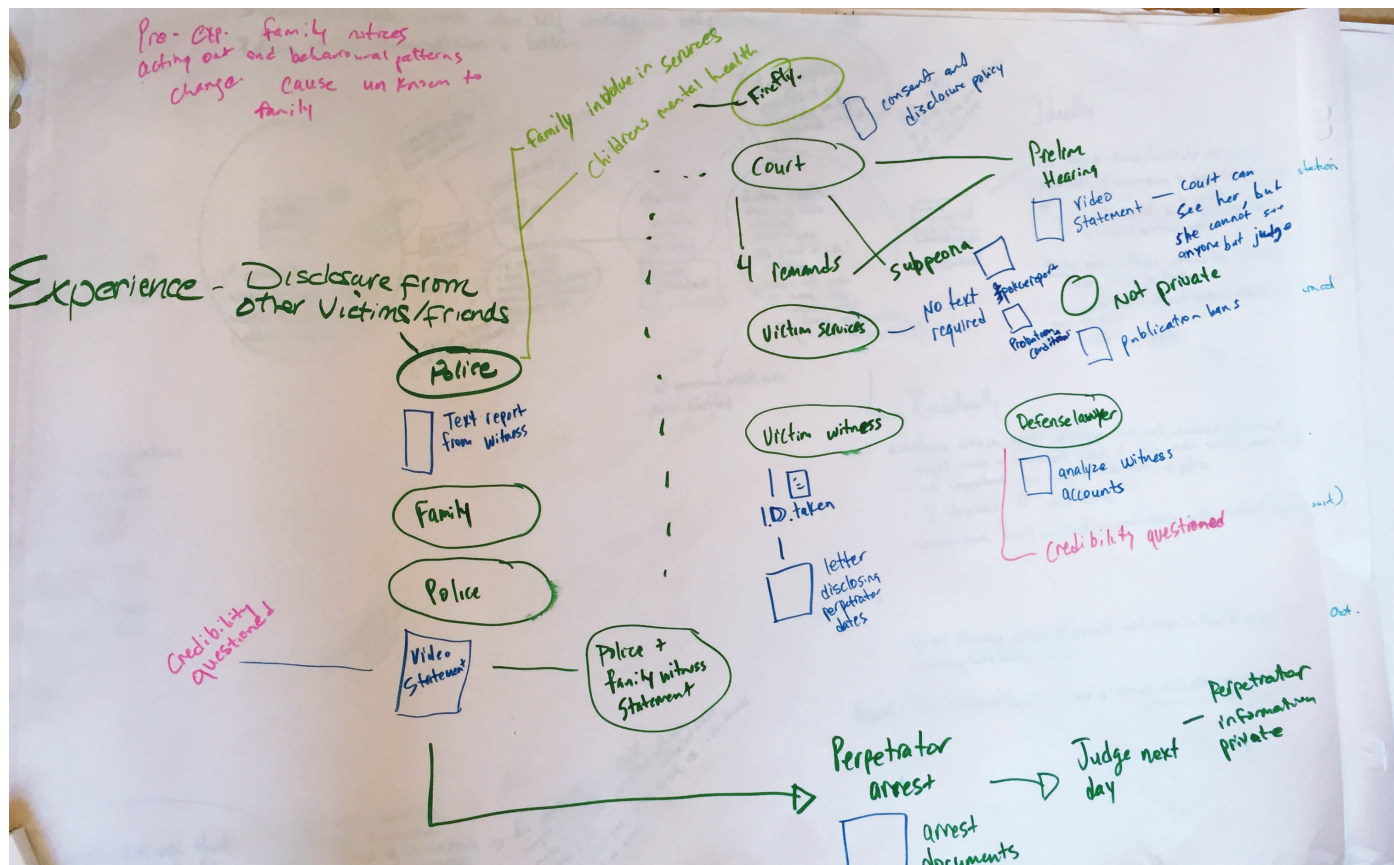 Pre-exp. family notices
acting out and behavioural patterns
change. cause un known to
family
family involve in services
childrens mental health
Firefly.
consent and
disclosure policy
Court
Prelim
Hearing
video
Statement — court can
see her, but
she cannot see
anyone but judge
station
4 remands
subpeona
Not private
publication bans
Experience - Disclosure from
other victims/friends
Victim services
No text
required
Probation
conditions
Police
Text report
from witness
Victim witness
I.D. taken
letter
disclosing
perpetrator
dates
Defense lawyer
analyze witness
accounts
Credibility questioned
Family
Police
Video
Statement
Credibility
questioned
Police +
family witness
Statement
Perpetrator
arrest
arrest
documents
Judge next
day
Perpetrator
information
private